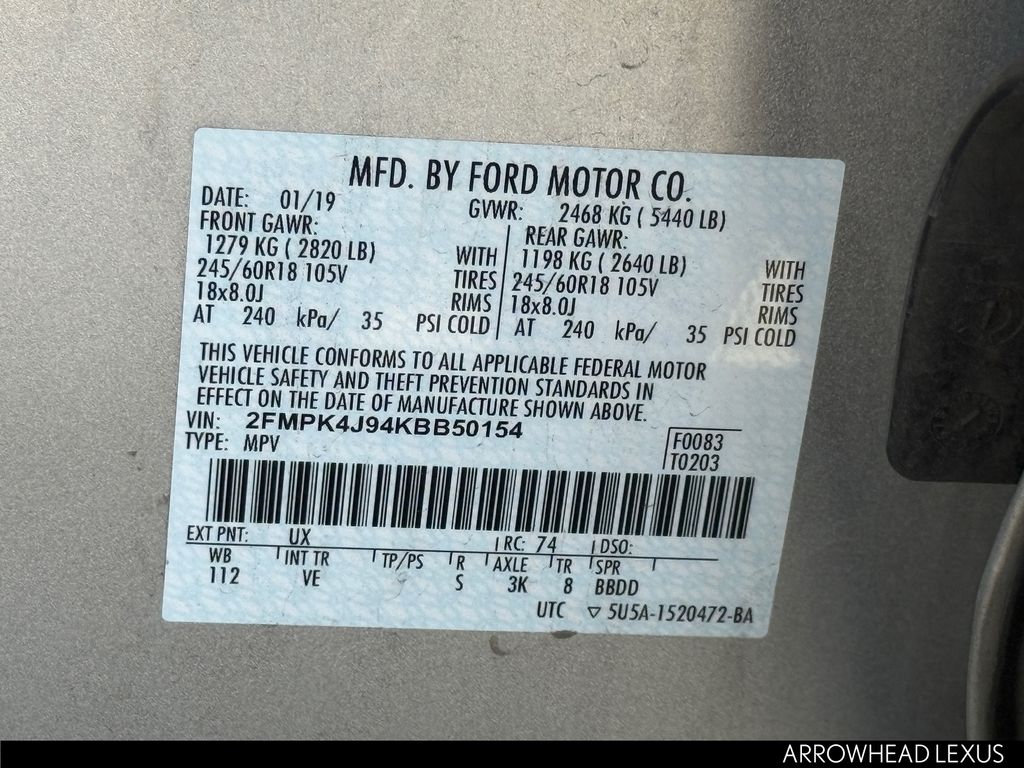 MFD. BY FORD MOTOR CO.
DATE: 01/19 GVWR: 2468 KG ( 5440 LB)
FRONT GAWR: REAR GAWR:
1279 KG ( 2820 LB) WITH 1198 KG ( 2640 LB) WITH
245/60R18 105V TIRES 245/60R18 105V TIRES
18x8.0J RIMS 18x8.0J RIMS
AT 240 kPa/ 35 PSI COLD AT 240 kPa/ 35 PSI COLD
THIS VEHICLE CONFORMS TO ALL APPLICABLE FEDERAL MOTOR
VEHICLE SAFETY AND THEFT PREVENTION STANDARDS IN
EFFECT ON THE DATE OF MANUFACTURE SHOWN ABOVE.
VIN: 2FMPK4J94KBB50154
TYPE: MPV
F0083
T0203
EXT PNT: UX RC: 74 DSO:
WB INT TR TP/PS R AXLE TR SPR
112 VE S 3K 8 BBDD
UTC ▽ 5U5A-1520472-BA
ARROWHEAD LEXUS